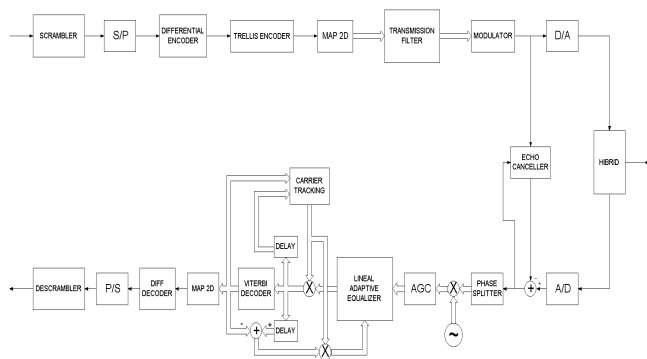 SCRAMBLER
S/P
DIFFERENTIAL
ENCODER
TRELLIS ENCODER
MAP 2D
TRANSMISSION
FILTER
MODULATOR
D/A
ECHO
CANCELLER
HIBRID
CARRIER
TRACKING
DELAY
DESCRAMBLER
P/S
DIFF
DECODER
MAP 2D
VITERBI
DECODER
X
LINEAL
ADAPTIVE
EQUALIZER
AGC
X
PHASE
SPLITTER
-
+
+
A/D
-
+
+
DELAY
X
~